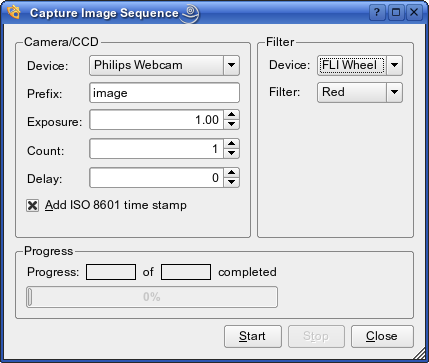 Capture Image Sequence
Camera/CCD
Device: Philips Webcam
Prefix: image
Exposure: 1.00
Count: 1
Delay: 0
Add ISO 8601 time stamp
Filter
Device: FLI Wheel
Filter: Red
Progress
Progress: of completed
0%
Start Stop Close